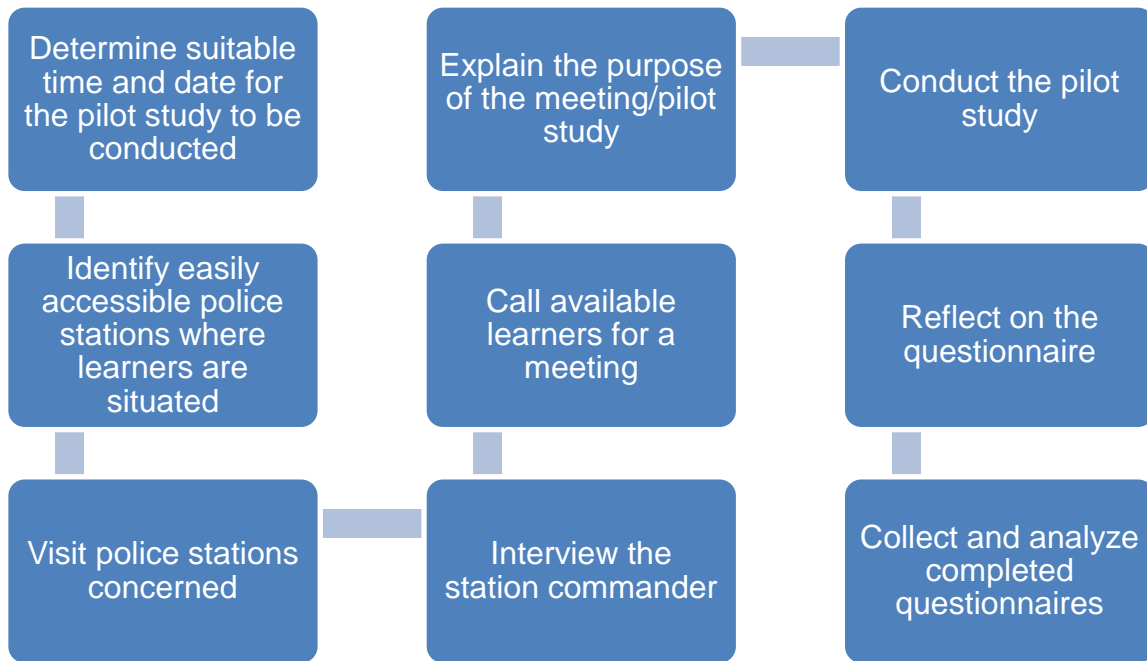 Determine suitable
time and date for
the pilot study to be
conducted
Identify easily
accessible police
stations where
learners are
situated
Visit police stations
concerned
Interview the
station commander
Call available
learners for a
meeting
Explain the purpose
of the meeting/pilot
study
Conduct the pilot
study
Reflect on the
questionnaire
Collect and analyze
completed
questionnaires